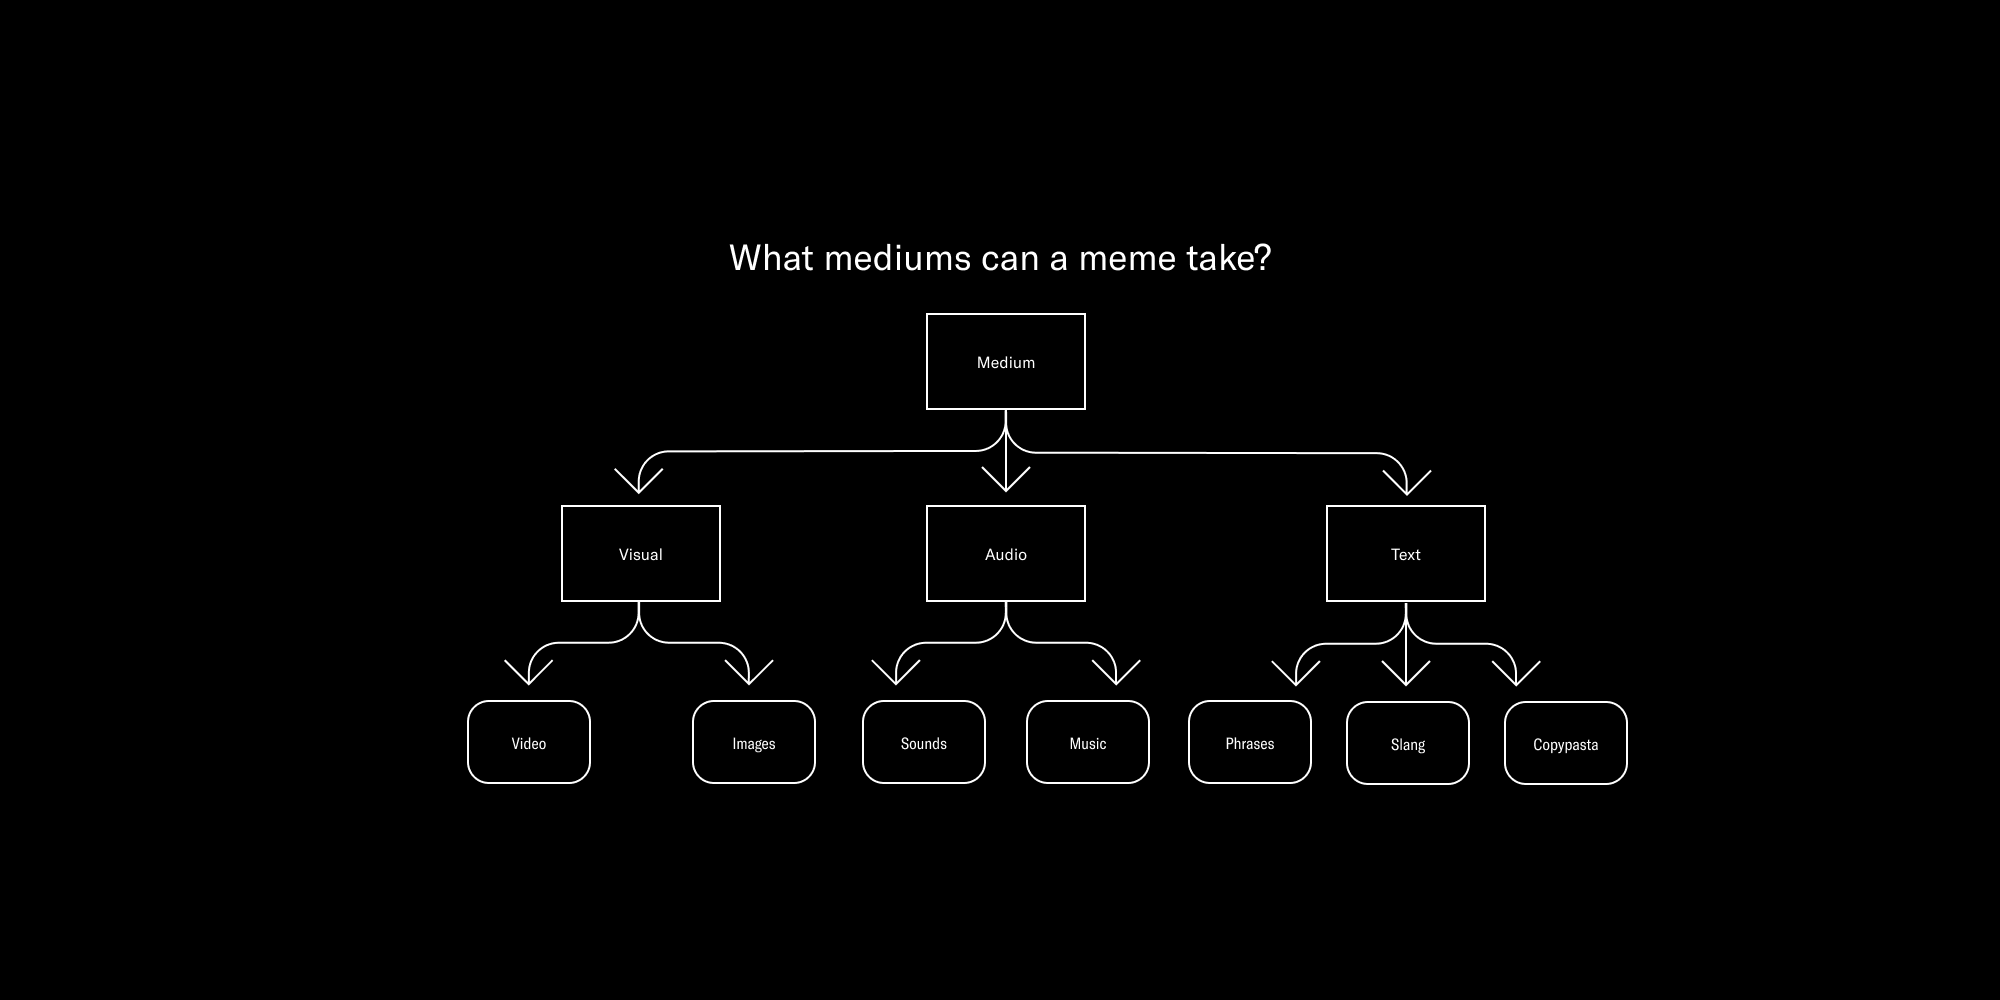 What mediums can a meme take?
Medium
Visual
Audio
Text
Video
Images
Sounds
Music
Phrases
Slang
Copypasta